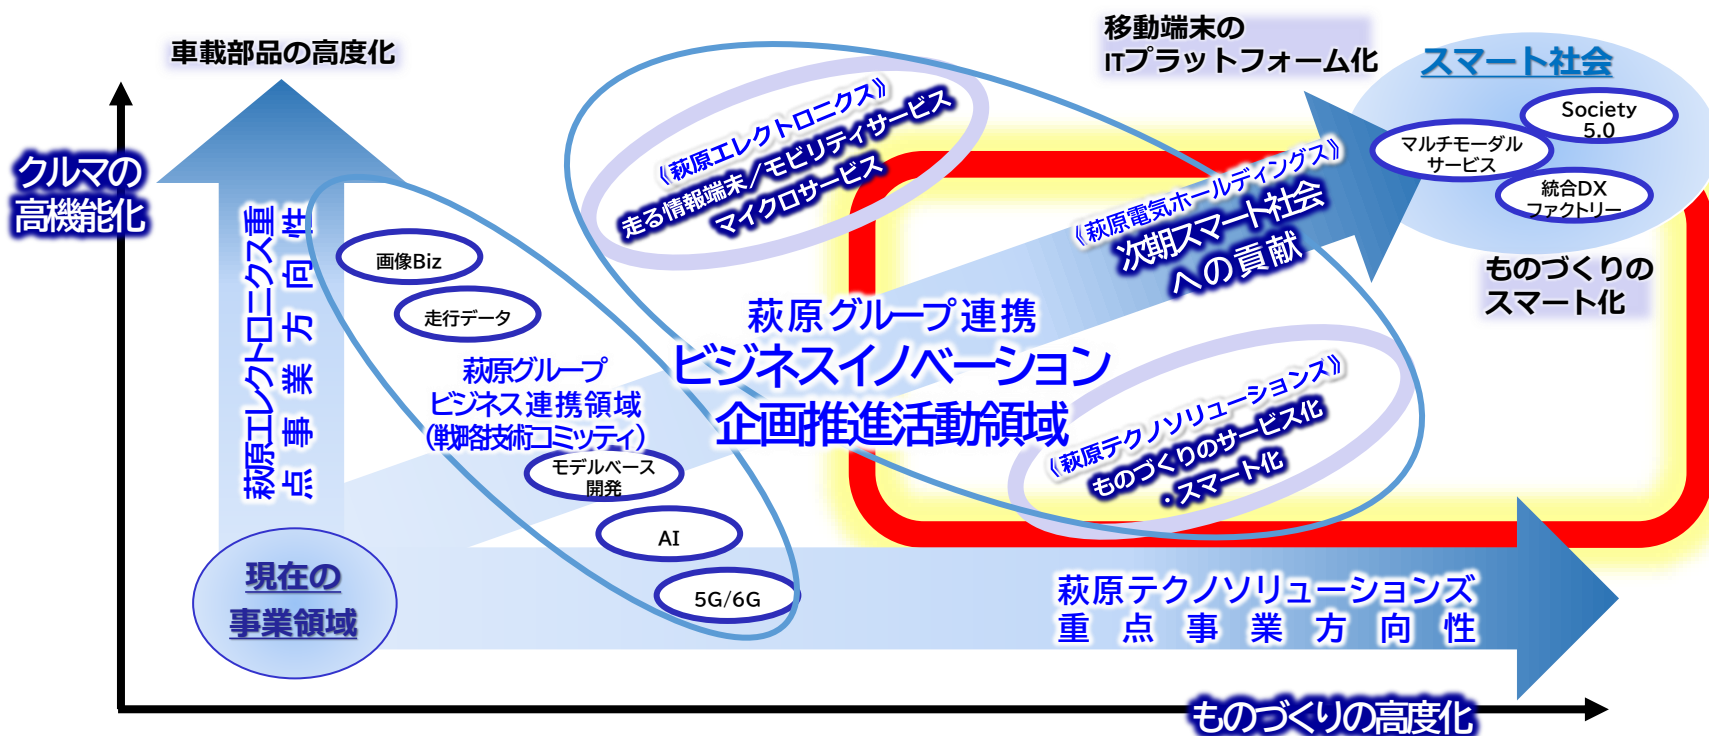 車載部品の高度化
移動端末の
ITプラットフォーム化
スマート社会
Society
5.0
マルチモーダル
サービス
統合DX
ファクトリー
ものづくりの
スマート化
クルマの
高機能化
萩原エレクトロニクス重
点事業方向性
《萩原エレクトロニクス》
走る情報端末/モビリティサービス
マイクロサービス
《萩原電気ホールディングス》
次期スマート社会
への貢献
画像Biz
走行データ
萩原グループ
ビジネス連携領域
(戦略技術コミッティ)
モデルベース
開発
AI
5G/6G
萩原グループ連携
ビジネスイノベーション
企画推進活動領域
《萩原テクノソリューションズ》
ものづくりのサービス化
・スマート化
現在の
事業領域
萩原テクノソリューションズ
重点事業方向性
ものづくりの高度化